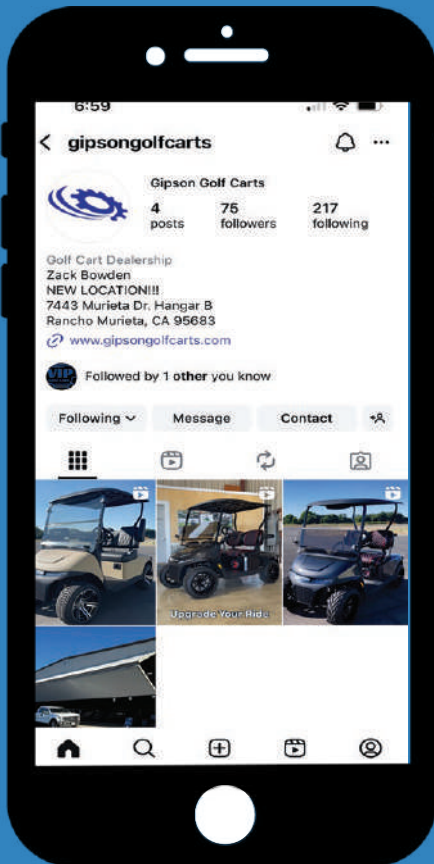 6:59
gipsongolfcarts
Gipson Golf Carts
4 75 217
posts followers following
Golf Cart Dealership
Zack Bowden
NEW LOCATION!!!
7443 Murieta Dr. Hangar B
Rancho Murieta, CA 95683
www.gipsongolfcarts.com
VIP
Followed by 1 other you know
Following Message Contact
Upgrade Your Ride